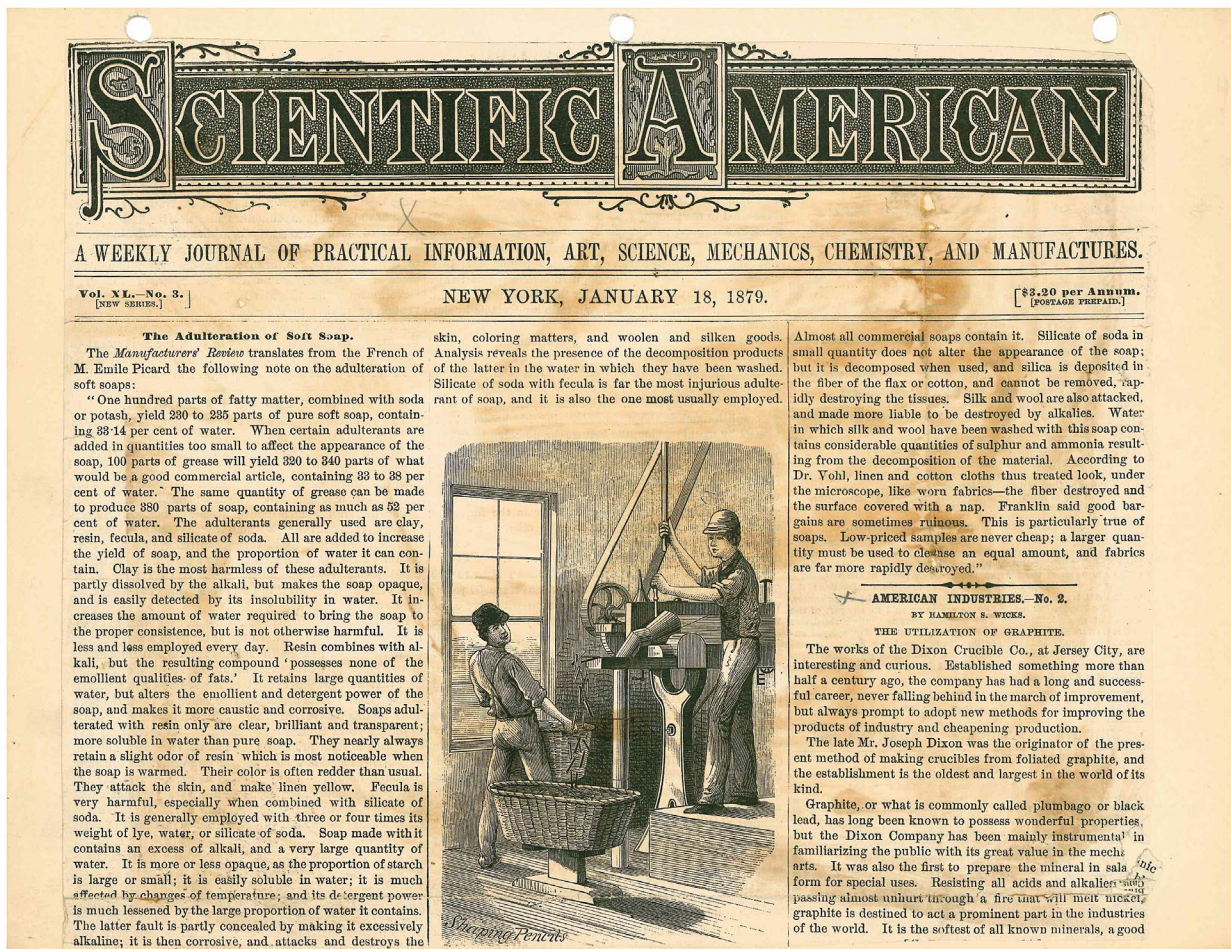 SCIENTIFIC AMERICAN
A WEEKLY JOURNAL OF PRACTICAL INFORMATION, ART, SCIENCE, MECHANICS, CHEMISTRY, AND MANUFACTURES.
Vol. XL.—No. 3.
[NEW SERIES.]
NEW YORK, JANUARY 18, 1879.
[$3.20 per Annum.
[POSTAGE PREPAID.]
The Adulteration of Soft Soap.
The Manufacturers' Review translates from the French of
M. Emile Picard the following note on the adulteration of
soft soaps:
"One hundred parts of fatty matter, combined with soda
or potash, yield 230 to 235 parts of pure soft soap, contain-
ing 33·14 per cent of water. When certain adulterants are
added in quantities too small to affect the appearance of the
soap, 100 parts of grease will yield 320 to 340 parts of what
would be a good commercial article, containing 33 to 38 per
cent of water. The same quantity of grease can be made
to produce 380 parts of soap, containing as much as 52 per
cent of water. The adulterants generally used are clay,
resin, fecula, and silicate of soda. All are added to increase
the yield of soap, and the proportion of water it can con-
tain. Clay is the most harmless of these adulterants. It is
partly dissolved by the alkali, but makes the soap opaque,
and is easily detected by its insolubility in water. It in-
creases the amount of water required to bring the soap to
the proper consistence, but is not otherwise harmful. It is
less and less employed every day. Resin combines with al-
kali, but the resulting compound 'possesses none of the
emollient qualities of fats.' It retains large quantities of
water, but alters the emollient and detergent power of the
soap, and makes it more caustic and corrosive. Soaps adul-
terated with resin only are clear, brilliant and transparent;
more soluble in water than pure soap. They nearly always
retain a slight odor of resin which is most noticeable when
the soap is warmed. Their color is often redder than usual.
They attack the skin, and make linen yellow. Fecula is
very harmful, especially when combined with silicate of
soda. It is generally employed with three or four times its
weight of lye, water, or silicate of soda. Soap made with it
contains an excess of alkali, and a very large quantity of
water. It is more or less opaque, as the proportion of starch
is large or small; it is easily soluble in water; it is much
affected by changes of temperature; and its detergent power
is much lessened by the large proportion of water it contains.
The latter fault is partly concealed by making it excessively
alkaline; it is then corrosive, and attacks and destroys the
skin, coloring matters, and woolen and silken goods.
Analysis reveals the presence of the decomposition products
of the latter in the water in which they have been washed.
Silicate of soda with fecula is far the most injurious adulte-
rant of soap, and it is also the one most usually employed.
Shaping Pencils
Almost all commercial soaps contain it. Silicate of soda in
small quantity does not alter the appearance of the soap;
but it is decomposed when used, and silica is deposited in
the fiber of the flax or cotton, and cannot be removed, rap-
idly destroying the tissues. Silk and wool are also attacked,
and made more liable to be destroyed by alkalies. Water
in which silk and wool have been washed with this soap con-
tains considerable quantities of sulphur and ammonia result-
ing from the decomposition of the material. According to
Dr. Vohl, linen and cotton cloths thus treated look, under
the microscope, like worn fabrics—the fiber destroyed and
the surface covered with a nap. Franklin said good bar-
gains are sometimes ruinous. This is particularly true of
soaps. Low-priced samples are never cheap; a larger quan-
tity must be used to cleanse an equal amount, and fabrics
are far more rapidly destroyed."
AMERICAN INDUSTRIES.—No. 2.
BY HAMILTON S. WICKS.
THE UTILIZATION OF GRAPHITE.
The works of the Dixon Crucible Co., at Jersey City, are
interesting and curious. Established something more than
half a century ago, the company has had a long and success-
ful career, never falling behind in the march of improvement,
but always prompt to adopt new methods for improving the
products of industry and cheapening production.
The late Mr. Joseph Dixon was the originator of the pres-
ent method of making crucibles from foliated graphite, and
the establishment is the oldest and largest in the world of its
kind.
Graphite, or what is commonly called plumbago or black
lead, has long been known to possess wonderful properties,
but the Dixon Company has been mainly instrumental in
familiarizing the public with its great value in the
arts. It was also the first to prepare the mineral in
form for special uses. Resisting all acids and
passing almost unhurt through a fire that will melt nickel,
graphite is destined to act a prominent part in the industries
of the world. It is the softest of all known minerals, a good